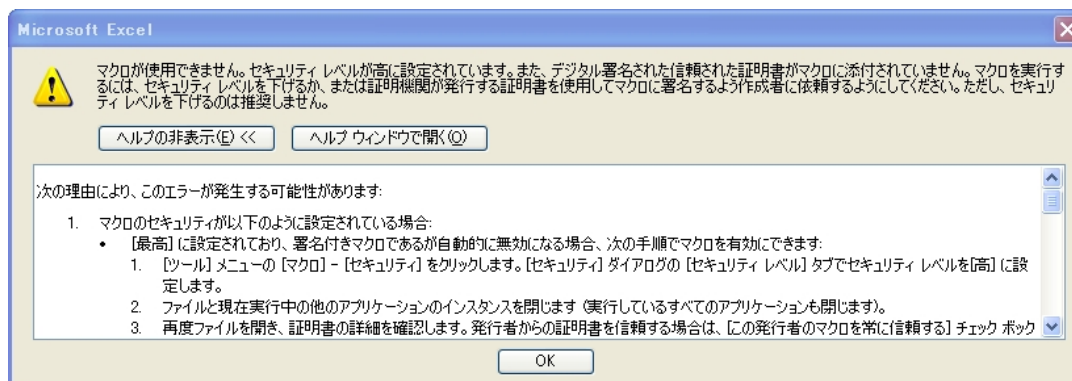 Microsoft Excel
マクロが使用できません。セキュリティ レベルが高に設定されています。また、デジタル署名された信頼された証明書がマクロに添付されていません。マクロを実行す
るには、セキュリティ レベルを下げるか、または証明機関が発行する証明書を使用してマクロに署名するよう作成者に依頼するようにしてください。ただし、セキュリ
ティ レベルを下げるのは推奨しません。
ヘルプの非表示(E) << ヘルプ ウィンドウで開く(O)
次の理由により、このエラーが発生する可能性があります:
1. マクロのセキュリティが以下のように設定されている場合:
• [最高] に設定されており、署名付きマクロであるが自動的に無効になる場合、次の手順でマクロを有効にできます:
1. [ツール] メニューの [マクロ] - [セキュリティ] をクリックします。[セキュリティ] ダイアログの [セキュリティ レベル] タブでセキュリティ レベルを[高] に設
定します。
2. ファイルと現在実行中の他のアプリケーションのインスタンスを閉じます (実行しているすべてのアプリケーションも閉じます)。
3. 再度ファイルを開き、証明書の詳細を確認します。発行者からの証明書を信頼する場合は、[この発行者のマクロを常に信頼する] チェック ボック
OK